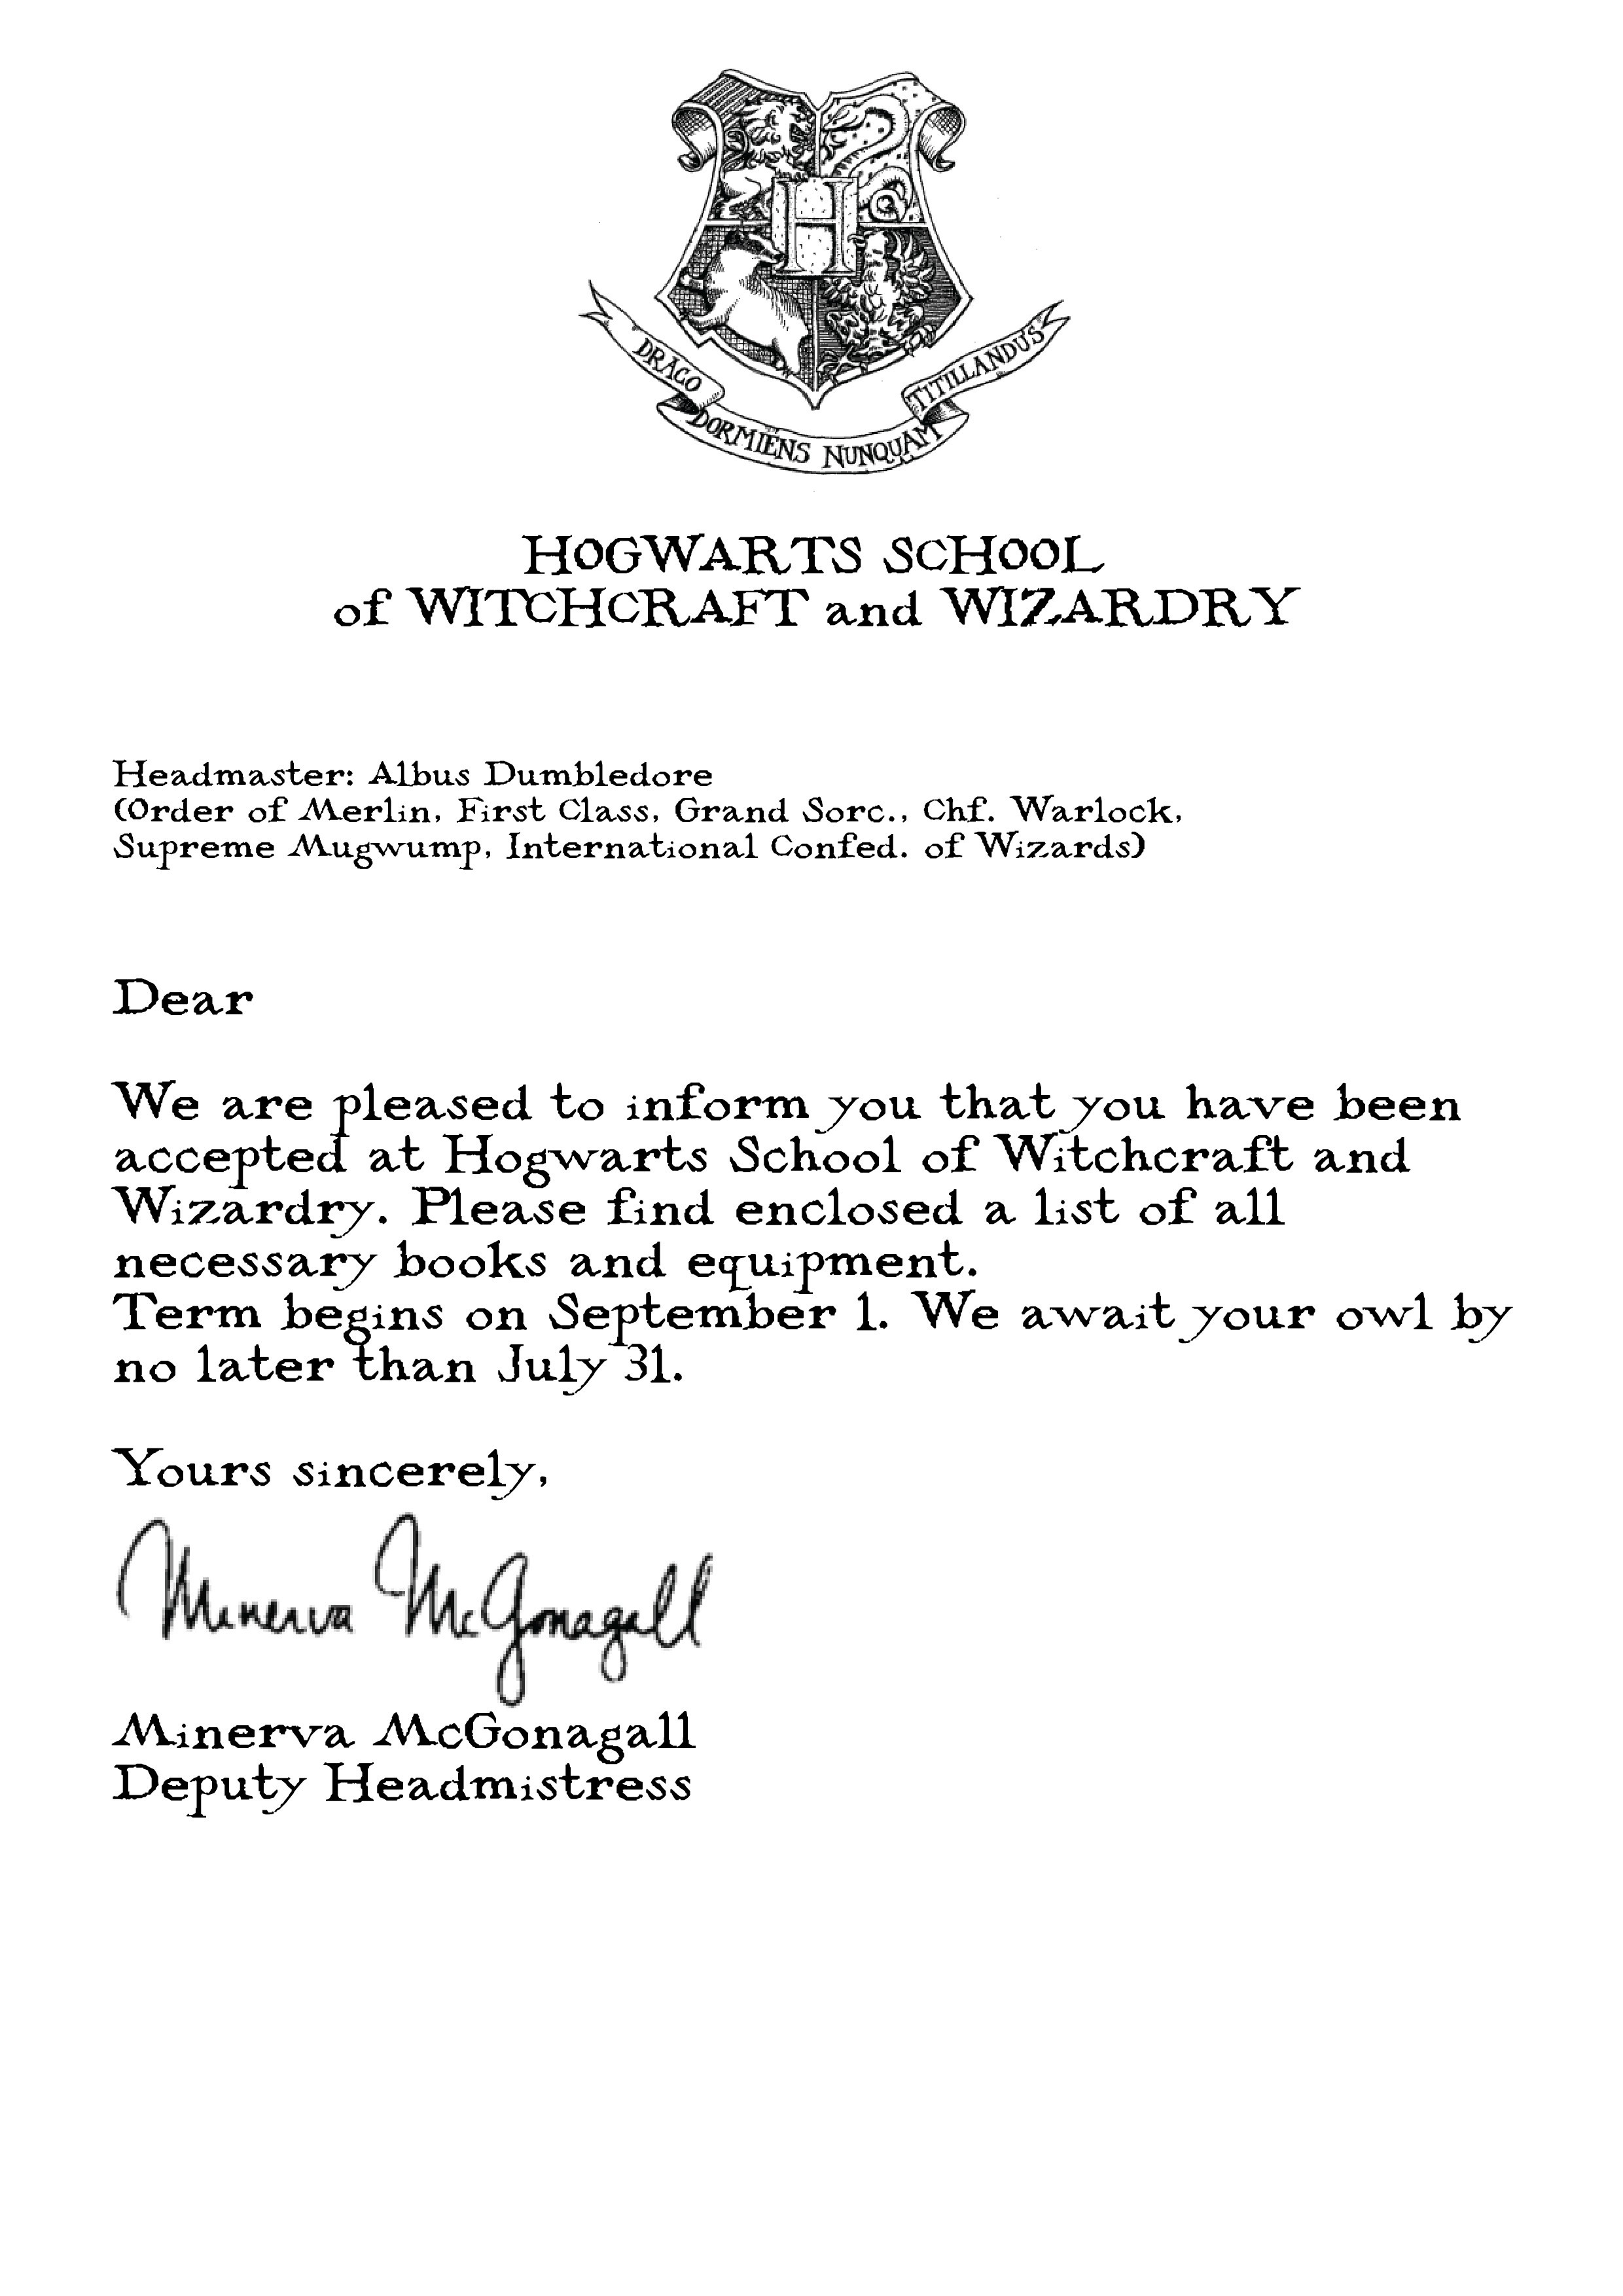 H
DRACO DORMIENS NUNQUAM TITILLANDUS
HOGWARTS SCHOOL
of WITCHCRAFT and WIZARDRY
Headmaster: Albus Dumbledore
(Order of Merlin, First Class, Grand Sorc., Chf. Warlock,
Supreme Mugwump, International Confed. of Wizards)
Dear
We are pleased to inform you that you have been
accepted at Hogwarts School of Witchcraft and
Wizardry. Please find enclosed a list of all
necessary books and equipment.
Term begins on September 1. We await your owl by
no later than July 31.
Yours sincerely,
Minerva McGonagall
Minerva McGonagall
Deputy Headmistress